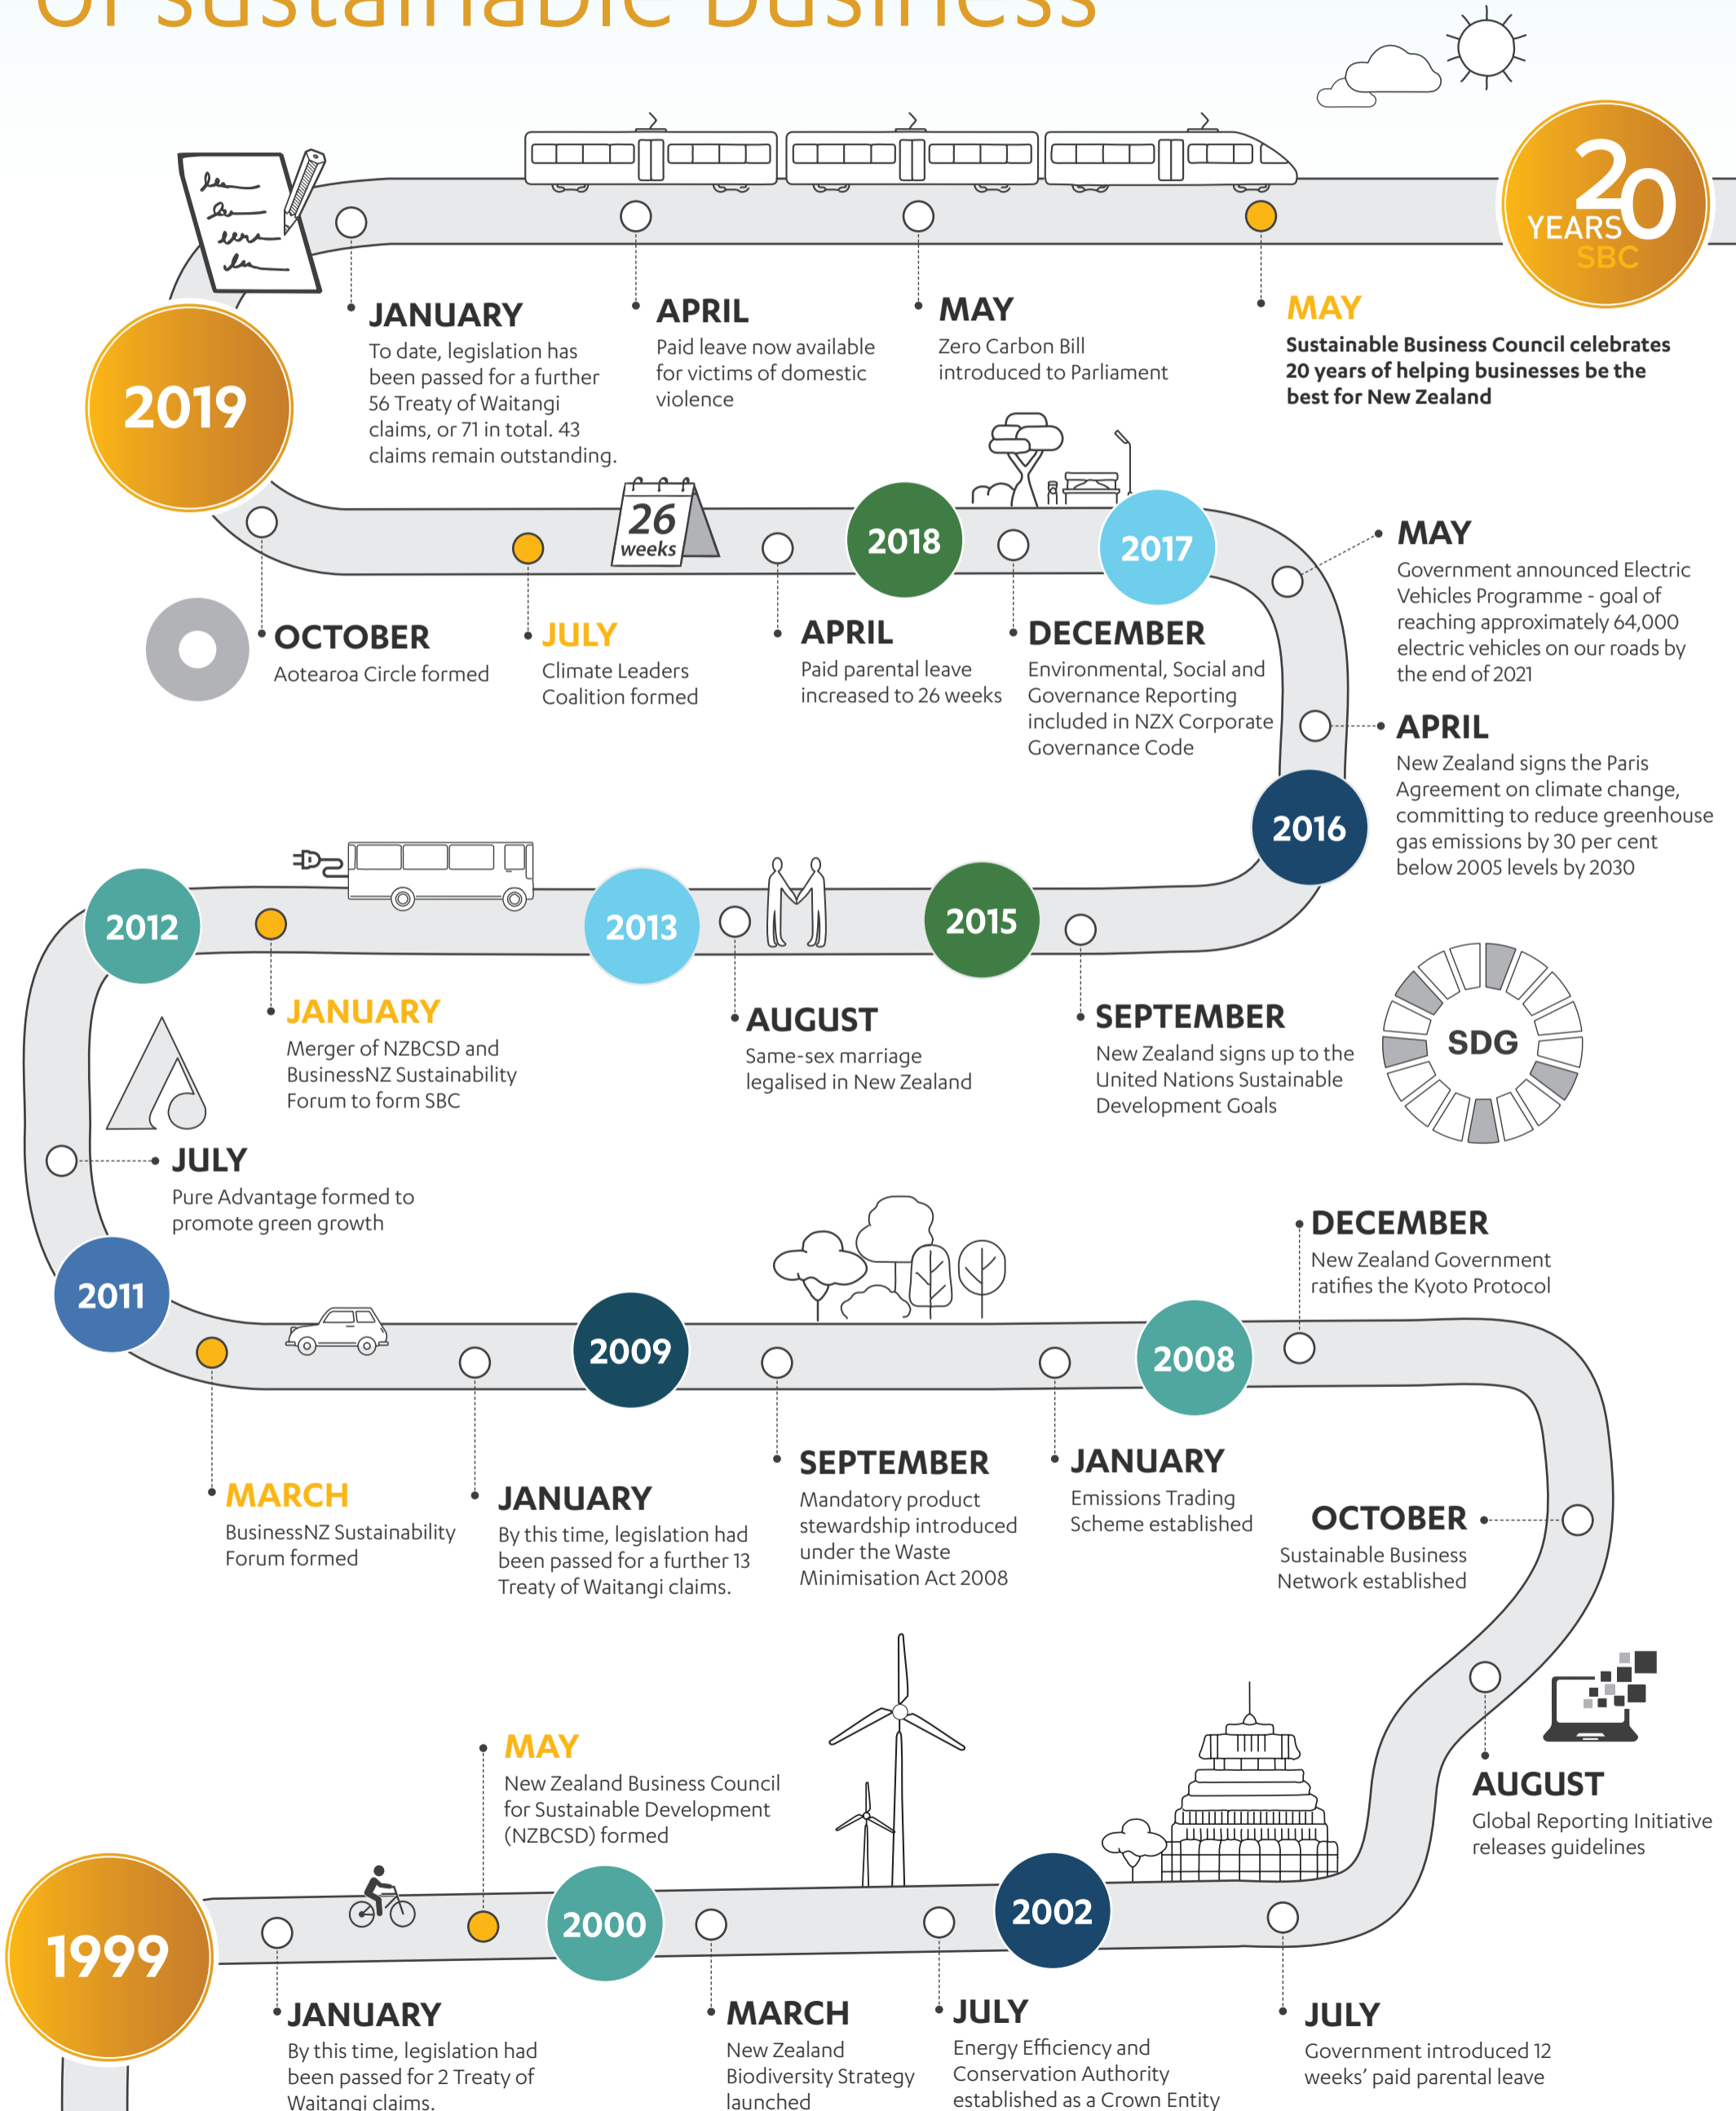 of sustainable business
20
YEARS
SBC
JANUARY
To date, legislation has
been passed for a further
56 Treaty of Waitangi
claims, or 71 in total. 43
claims remain outstanding.
APRIL
Paid leave now available
for victims of domestic
violence
MAY
Zero Carbon Bill
introduced to Parliament
MAY
Sustainable Business Council celebrates
20 years of helping businesses be the
best for New Zealand
2019
26
weeks
2018
2017
OCTOBER
Aotearoa Circle formed
JULY
Climate Leaders
Coalition formed
APRIL
Paid parental leave
increased to 26 weeks
DECEMBER
Environmental, Social and
Governance Reporting
included in NZX Corporate
Governance Code
MAY
Government announced Electric
Vehicles Programme - goal of
reaching approximately 64,000
electric vehicles on our roads by
the end of 2021
APRIL
New Zealand signs the Paris
Agreement on climate change,
committing to reduce greenhouse
gas emissions by 30 per cent
below 2005 levels by 2030
2016
2012
2013
2015
JANUARY
Merger of NZBCSD and
BusinessNZ Sustainability
Forum to form SBC
AUGUST
Same-sex marriage
legalised in New Zealand
SEPTEMBER
New Zealand signs up to the
United Nations Sustainable
Development Goals
SDG
JULY
Pure Advantage formed to
promote green growth
2011
2009
2008
DECEMBER
New Zealand Government
ratifies the Kyoto Protocol
MARCH
BusinessNZ Sustainability
Forum formed
JANUARY
By this time, legislation had
been passed for a further 13
Treaty of Waitangi claims.
SEPTEMBER
Mandatory product
stewardship introduced
under the Waste
Minimisation Act 2008
JANUARY
Emissions Trading
Scheme established
OCTOBER
Sustainable Business
Network established
AUGUST
Global Reporting Initiative
releases guidelines
MAY
New Zealand Business Council
for Sustainable Development
(NZBCSD) formed
1999
2000
2002
JANUARY
By this time, legislation had
been passed for 2 Treaty of
Waitangi claims.
MARCH
New Zealand
Biodiversity Strategy
launched
JULY
Energy Efficiency and
Conservation Authority
established as a Crown Entity
JULY
Government introduced 12
weeks' paid parental leave